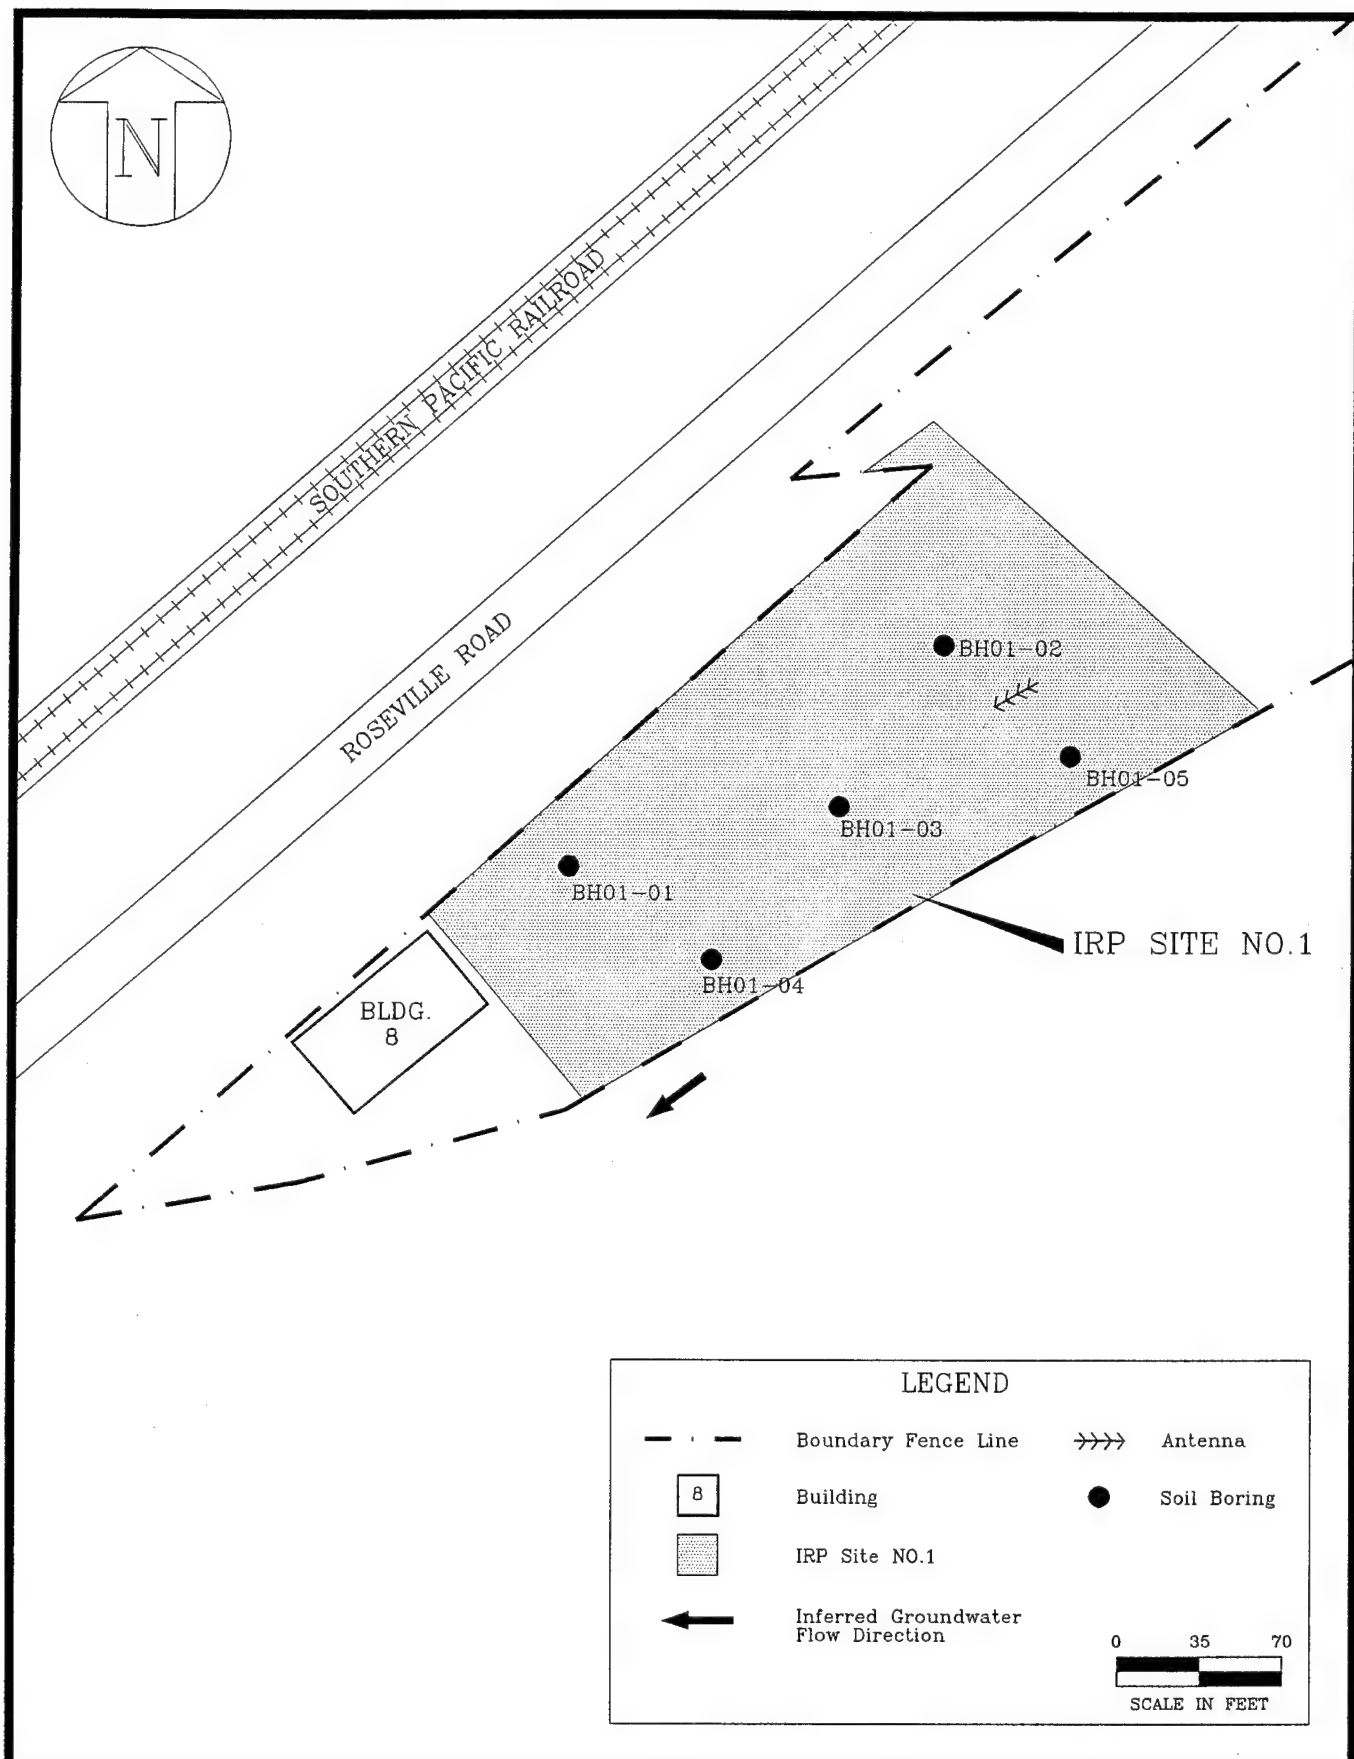 N
SOUTHERN PACIFIC RAILROAD
ROSEVILLE ROAD
BH01-02
BH01-05
BH01-03
BH01-01
IRP SITE NO.1
BH01-04
BLDG.
8
LEGEND
Boundary Fence Line
Antenna
8
Building
Soil Boring
IRP Site NO.1
Inferred Groundwater
Flow Direction
0 35 70
SCALE IN FEET